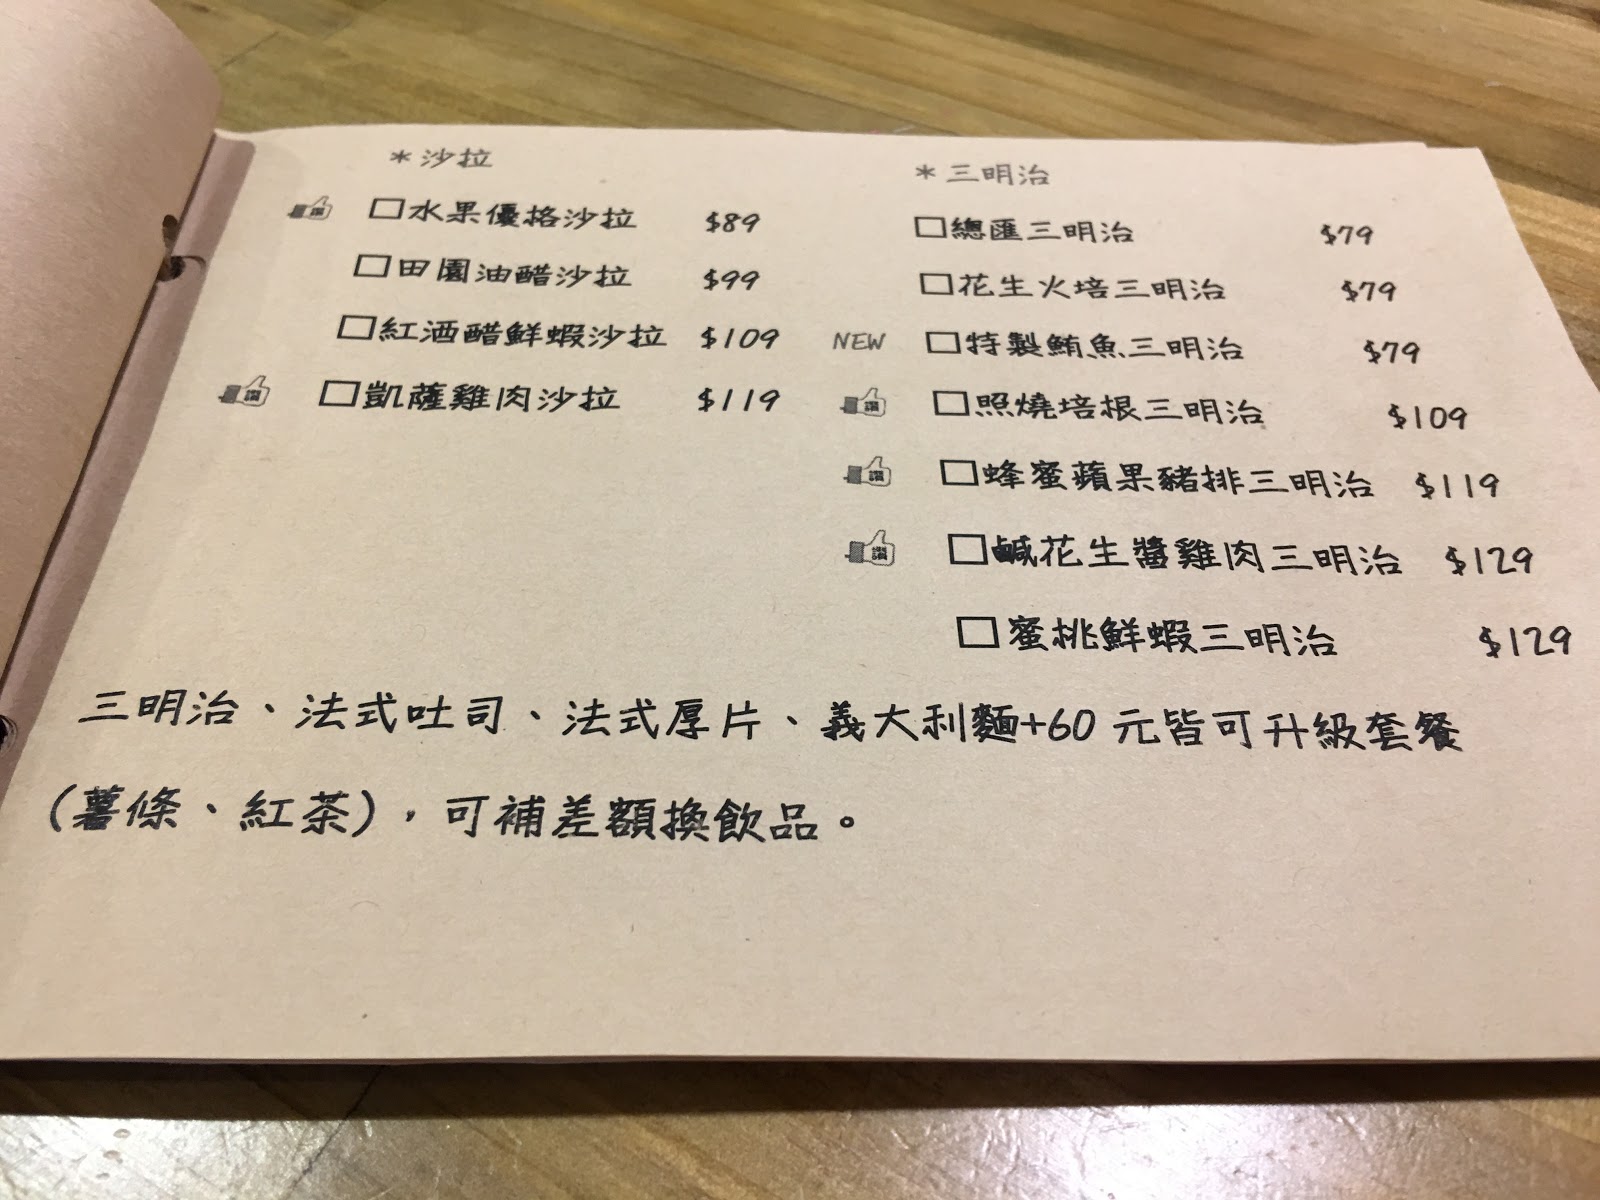 *沙拉
讚 □水果優格沙拉 $89
□田園油醋沙拉 $99
□紅酒醋鮮蝦沙拉 $109
讚 □凱薩雞肉沙拉 $119
*三明治
□總匯三明治 $79
□花生火培三明治 $79
NEW □特製鮪魚三明治 $79
讚 □照燒培根三明治 $109
讚 □蜂蜜蘋果豬排三明治 $119
讚 □鹹花生醬雞肉三明治 $129
□蜜桃鮮蝦三明治 $129
三明治、法式吐司、法式厚片、義大利麵+60元皆可升級套餐
(薯條、紅茶),可補差額換飲品。